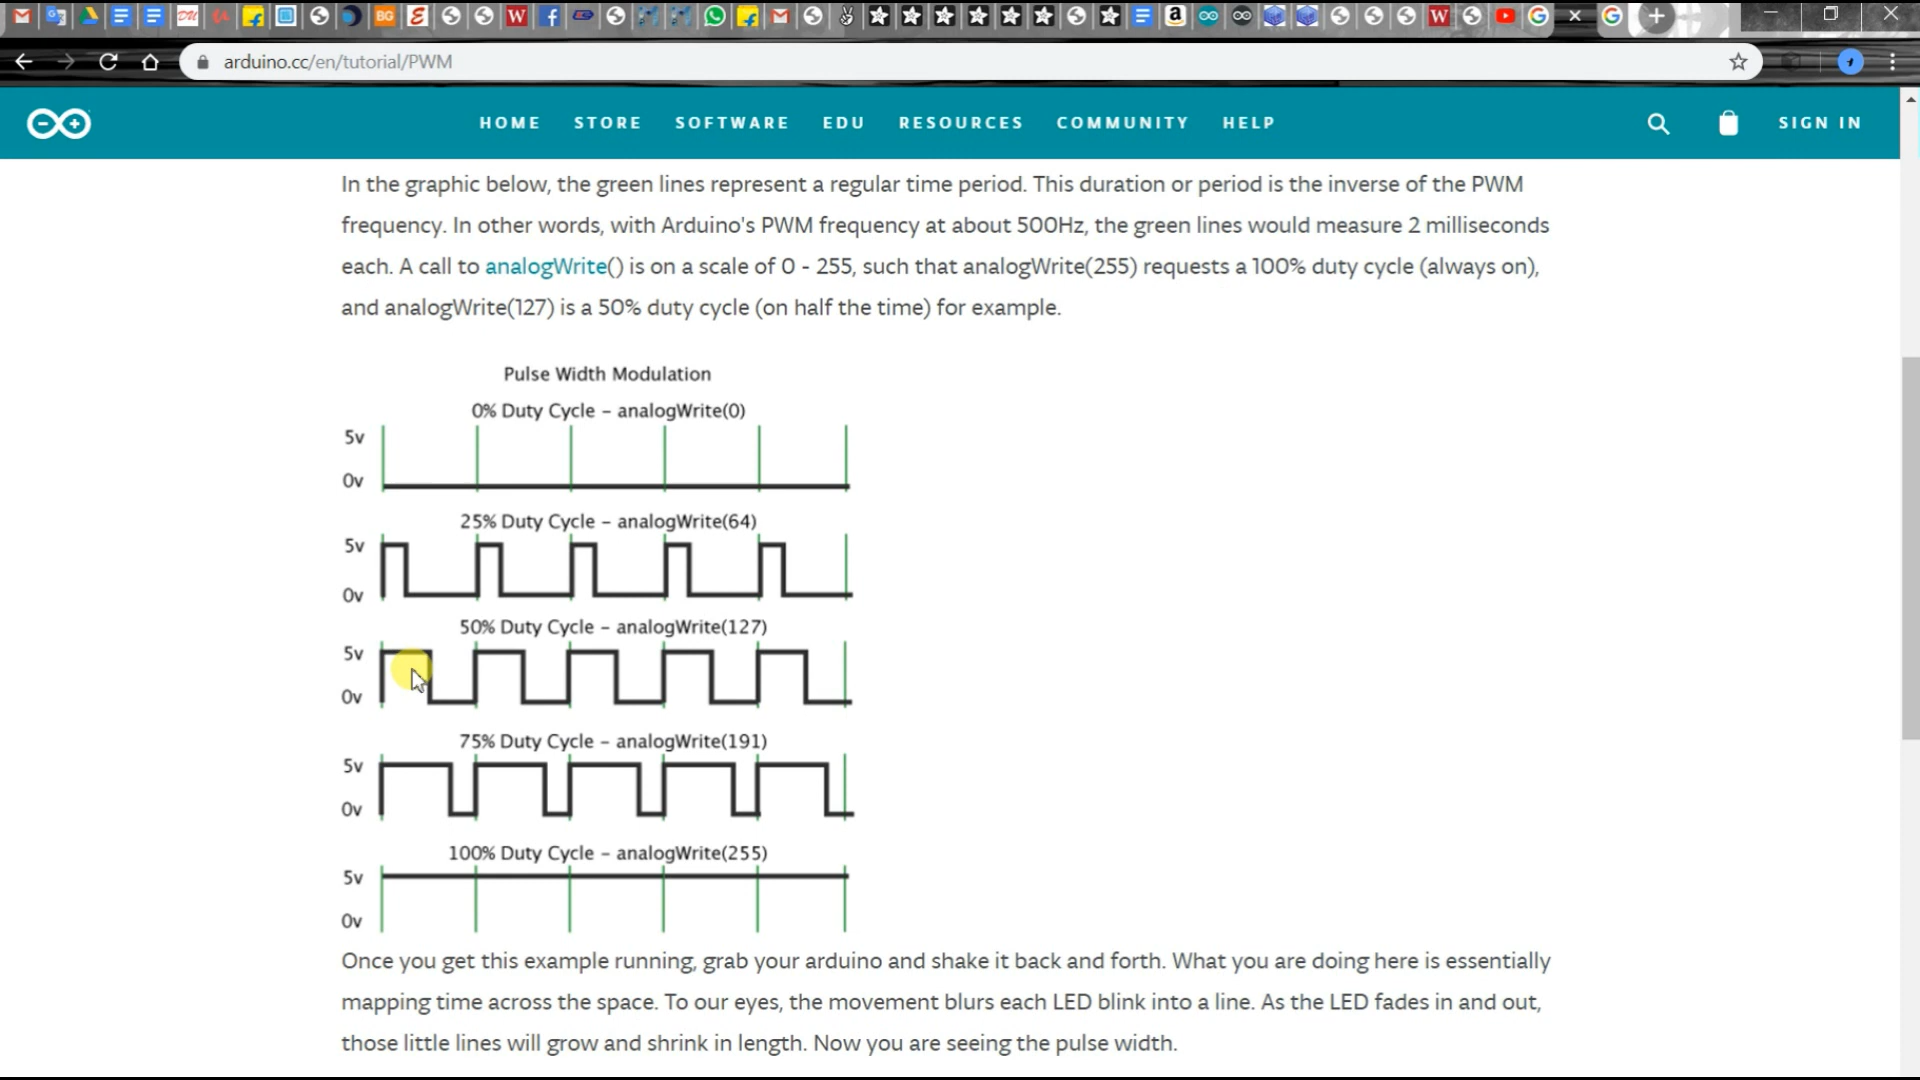 arduino.cc/en/tutorial/PWM
HOME STORE SOFTWARE EDU RESOURCES COMMUNITY HELP SIGN IN
In the graphic below, the green lines represent a regular time period. This duration or period is the inverse of the PWM
frequency. In other words, with Arduino's PWM frequency at about 500Hz, the green lines would measure 2 milliseconds
each. A call to analogWrite() is on a scale of 0 - 255, such that analogWrite(255) requests a 100% duty cycle (always on),
and analogWrite(127) is a 50% duty cycle (on half the time) for example.
Pulse Width Modulation
0% Duty Cycle – analogWrite(0)
5v
0v
25% Duty Cycle – analogWrite(64)
5v
0v
50% Duty Cycle – analogWrite(127)
5v
0v
75% Duty Cycle – analogWrite(191)
5v
0v
100% Duty Cycle – analogWrite(255)
5v
0v
Once you get this example running, grab your arduino and shake it back and forth. What you are doing here is essentially
mapping time across the space. To our eyes, the movement blurs each LED blink into a line. As the LED fades in and out,
those little lines will grow and shrink in length. Now you are seeing the pulse width.